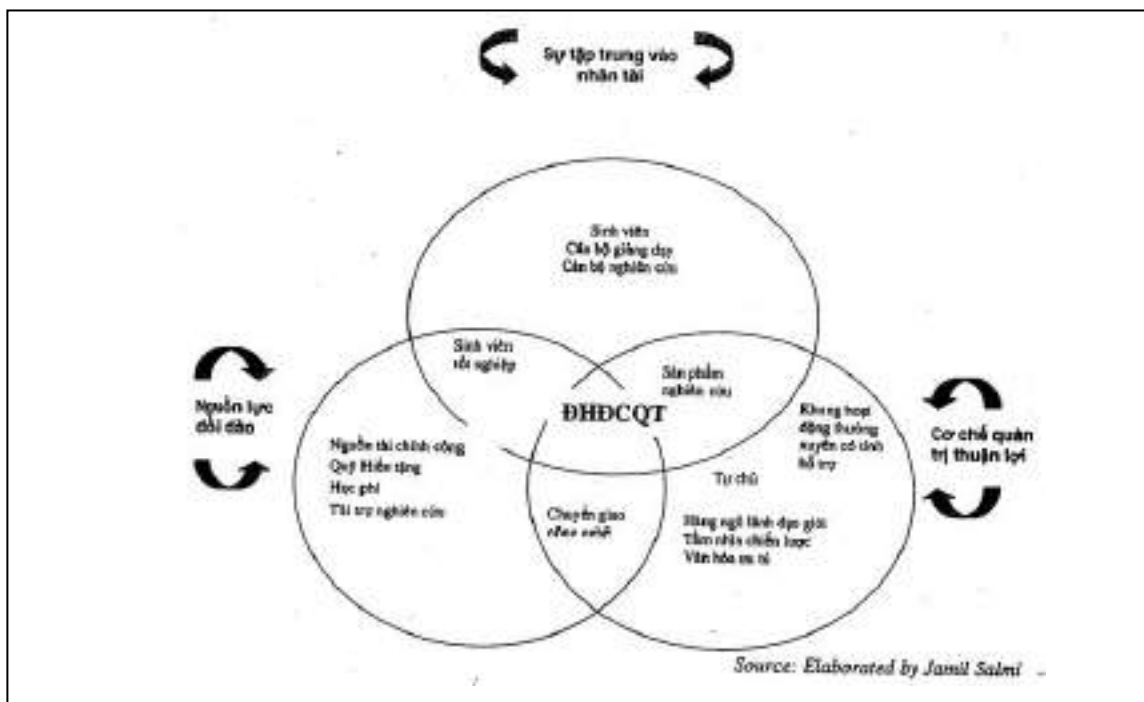 Sự tập trung vào
nhân tài
Sinh viên
Cán bộ giảng dạy
Cán bộ nghiên cứu
Sinh viên
tốt nghiệp
Sản phẩm
nghiên cứu
ĐHĐCQT
Nguồn lực
dồi dào
Nguồn tài chính công
Quỹ Hiến tặng
Học phí
Tài trợ nghiên cứu
Khung hoạt
động thường
xuyên có tính
hỗ trợ
Cơ chế quản
trị thuận lợi
Tự chủ
Chuyển giao
công nghệ
Hàng ngũ lãnh đạo giỏi
Tầm nhìn chiến lược
Văn hóa ưu tú
Source: Elaborated by Jamil Salmi